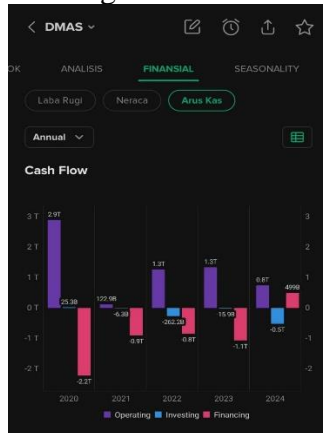 DMAS
OK ANALISIS FINANSIAL SEASONALITY
Laba Rugi Neraca Arus Kas
Annual
Cash Flow
3 T 2.9T 3
2 T 2
1.3T 1.3T
1 T 0.8T 1
122.9B 25.3B 15.9B 499B
0 T 0
-6.3B -262.2B
-1 T -0.9T -0.8T -1.1T -0.5T -1
-2 T -2.2T -2
2020 2021 2022 2023 2024
Operating Investing Financing